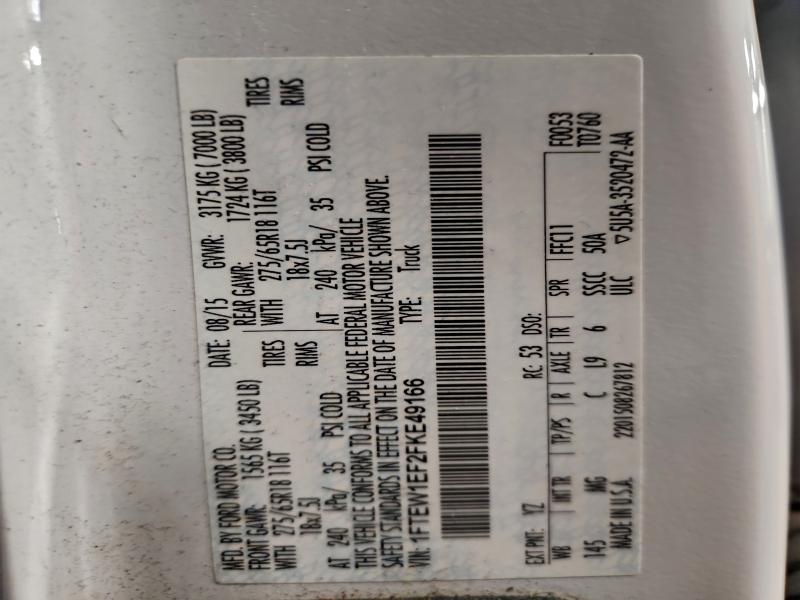 MFD. BY FORD MOTOR CO. DATE: 08/15 GVWR: 3175 KG ( 7000 LB)
FRONT GAWR: 1565 KG ( 3450 LB) REAR GAWR: 1724 KG ( 3800 LB)
WITH 275/65R18 116T TIRES WITH 275/65R18 116T TIRES
18x7.5J RIMS 18x7.5J RIMS
AT 240 kPa/ 35 PSI COLD AT 240 kPa/ 35 PSI COLD
THIS VEHICLE CONFORMS TO ALL APPLICABLE FEDERAL MOTOR VEHICLE
SAFETY STANDARDS IN EFFECT ON THE DATE OF MANUFACTURE SHOWN ABOVE.
VIN: 1FTEW1EF2FKE49166 TYPE: Truck
EXT PNT: YZ RC: 53 DSO: F0053
WB INT TR TP/PS R AXLE TR SPR FFC11 T0760
145 MG C L9 6 SSCC 50A
MADE IN U.S.A. 2201508267812 ULC ▽5U5A-3520472-AA